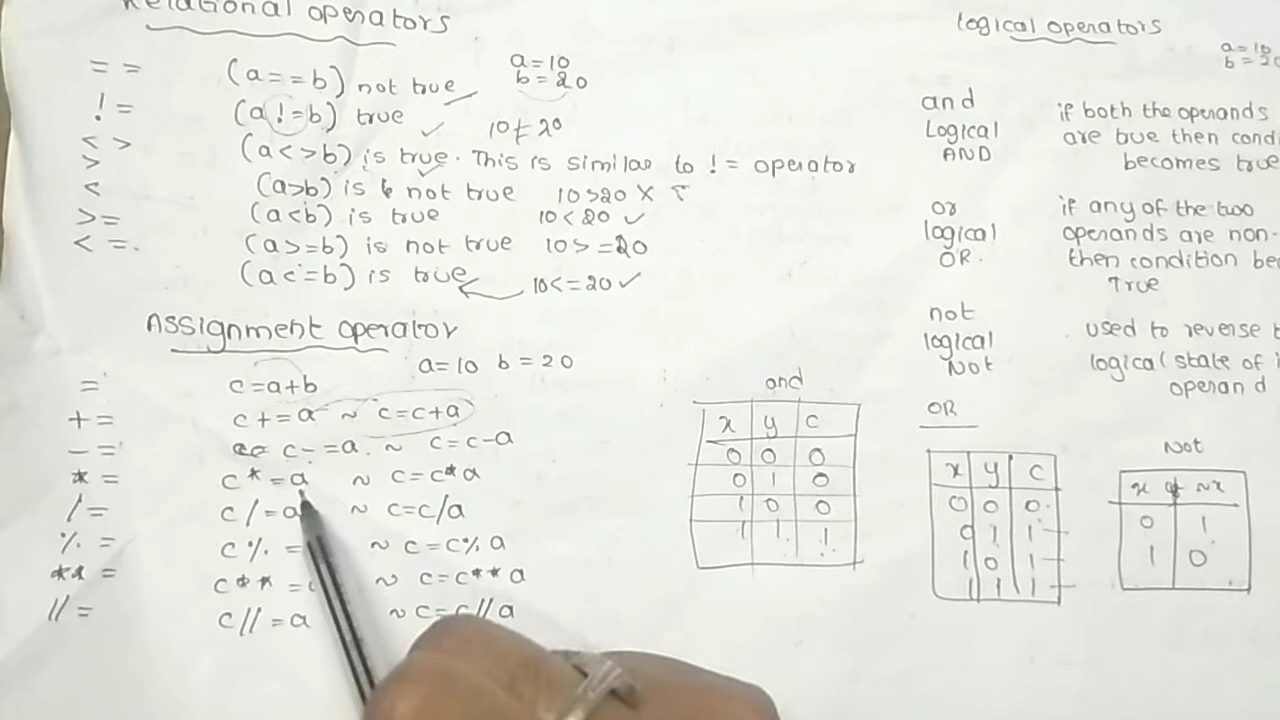 Relational operators
a=10
b=20
== (a==b) not true
!= (a!=b) true 10≠20
<> (a<>b) is true. This is similar to != operator
> (a>b) is not true 10>20 ×
< (a<b) is true 10<20 ✓
>= (a>=b) is not true 10>=20
<=. (a<=b) is true 10<=20 ✓
Assignment operator
a=10 b=20
= c=a+b
+= c+=a ~ c=c+a
-= c-=a. ~ c=c-a
*= c*=a ~ c=c*a
/= c/=a ~ c=c/a
%= c%= ~ c=c%a
**= c**= ~ c=c**a
//= c//=a ~ c=c//a
logical operators
a=10
b=20
and if both the operands
Logical are true then
AND becomes true
or if any of the two
logical operands are non-
OR. then condition
True
not used to reverse
logical logical state of
Not operand
and
x y c
0 0 0
0 1 0
1 0 0
1 1 1
OR
x y c
0 0 0
0 1 1
1 0 1
1 1 1
Not
x ~x
0 1
1 0